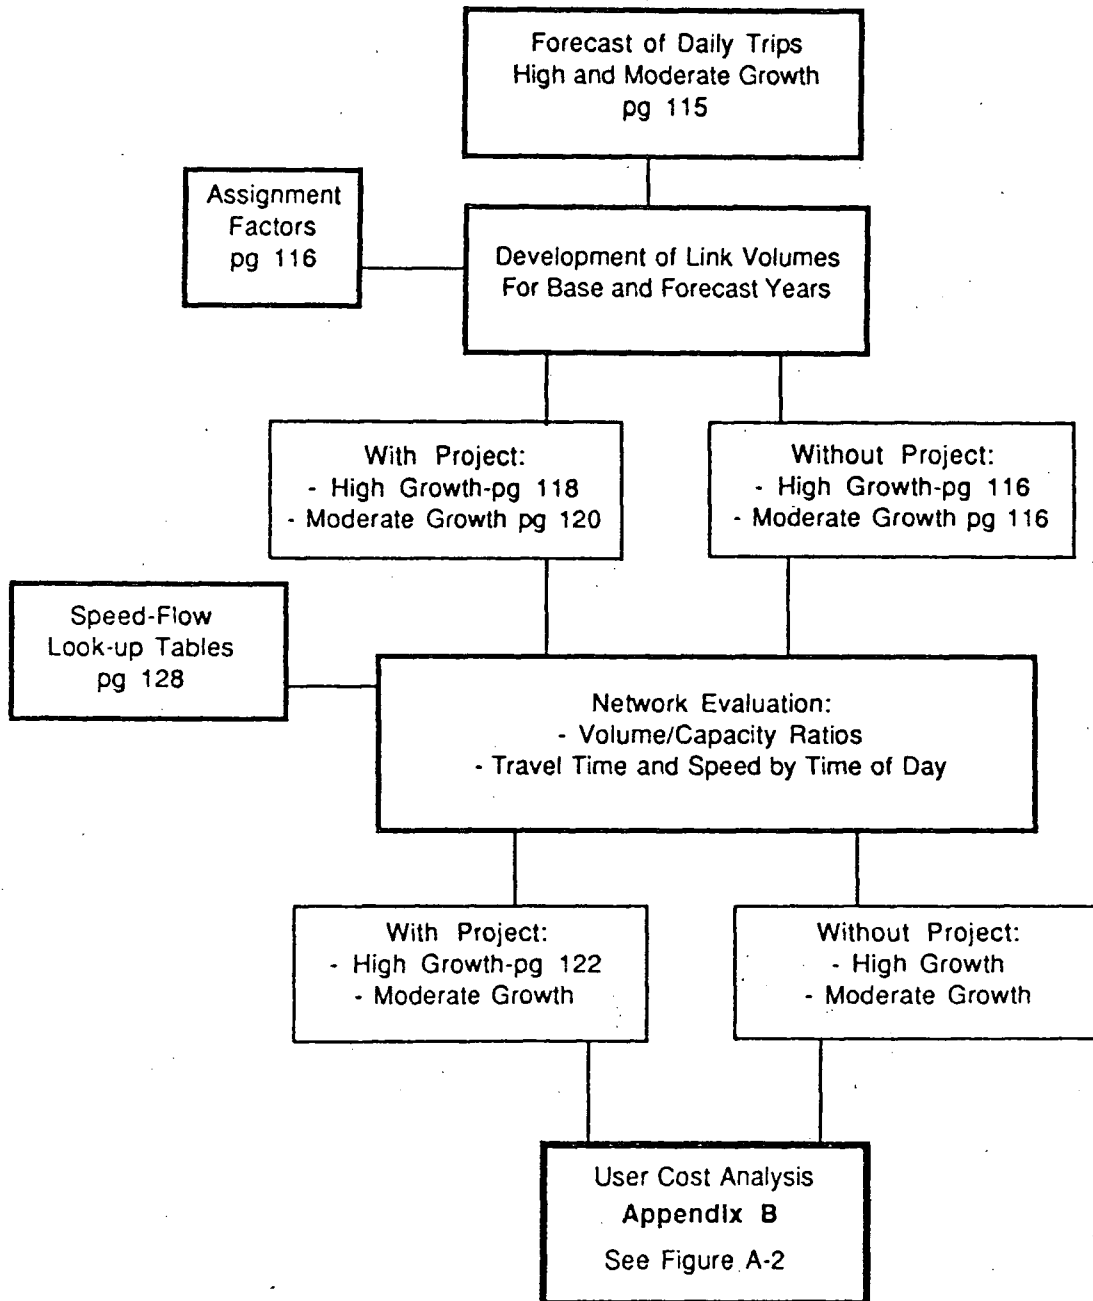 Forecast of Daily Trips
High and Moderate Growth
pg 115
Assignment
Factors
pg 116
Development of Link Volumes
For Base and Forecast Years
With Project:
- High Growth-pg 118
- Moderate Growth pg 120
Without Project:
- High Growth-pg 116
- Moderate Growth pg 116
Speed-Flow
Look-up Tables
pg 128
Network Evaluation:
- Volume/Capacity Ratios
- Travel Time and Speed by Time of Day
With Project:
- High Growth-pg 122
- Moderate Growth
Without Project:
- High Growth
- Moderate Growth
User Cost Analysis
Appendix B
See Figure A-2